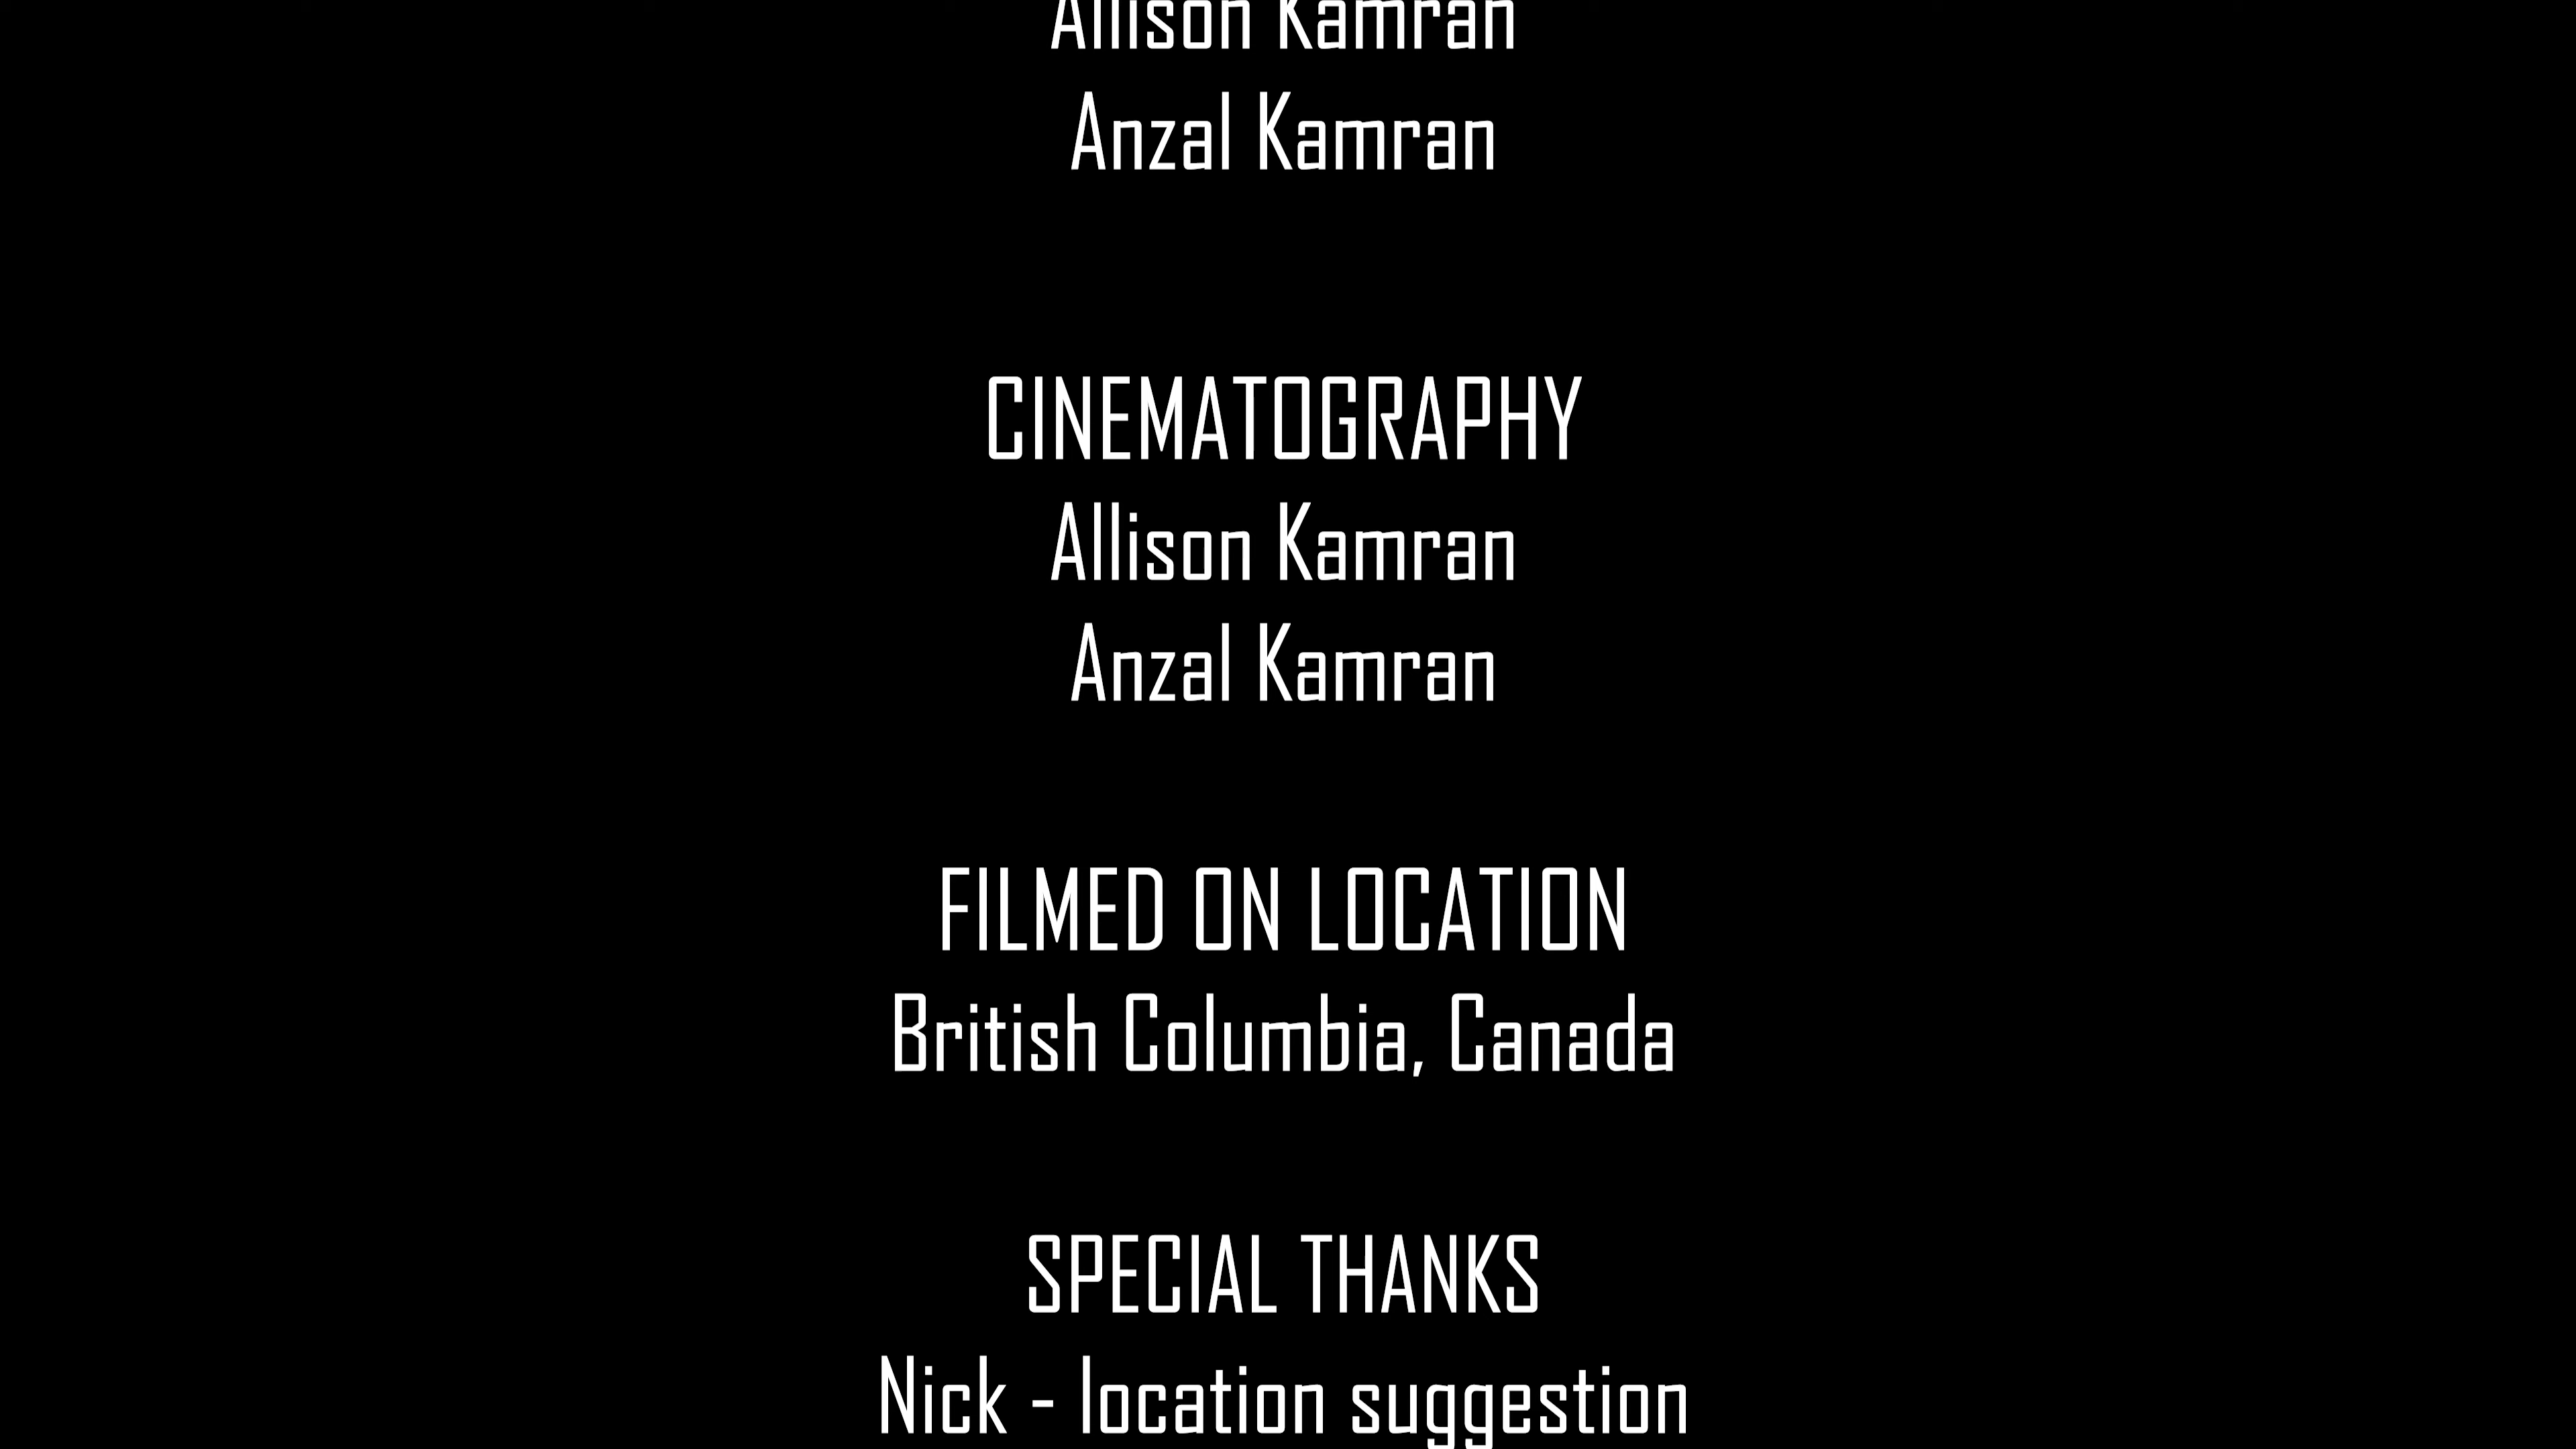 Allison Kamran
Anzal Kamran
CINEMATOGRAPHY
Allison Kamran
Anzal Kamran
FILMED ON LOCATION
British Columbia, Canada
SPECIAL THANKS
Nick - location suggestion